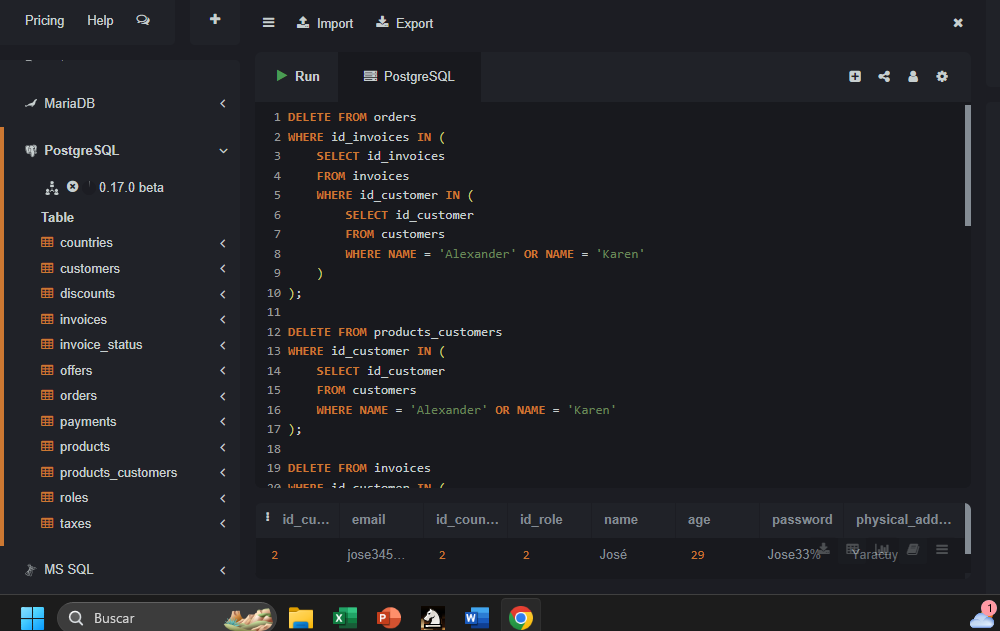 Pricing Help
Import Export
MariaDB
PostgreSQL
0.17.0 beta
Table
countries
customers
discounts
invoices
invoice_status
offers
orders
payments
products
products_customers
roles
taxes
MS SQL
Run PostgreSQL
1 DELETE FROM orders
2 WHERE id_invoices IN (
3 SELECT id_invoices
4 FROM invoices
5 WHERE id_customer IN (
6 SELECT id_customer
7 FROM customers
8 WHERE NAME = 'Alexander' OR NAME = 'Karen'
9 )
10 );
11
12 DELETE FROM products_customers
13 WHERE id_customer IN (
14 SELECT id_customer
15 FROM customers
16 WHERE NAME = 'Alexander' OR NAME = 'Karen'
17 );
18
19 DELETE FROM invoices
20 WHERE id_customer IN (
id_cu... email id_coun... id_role name age password physical_add...
2 jose345... 2 2 José 29 Jose33% Yaracuy
Buscar
1